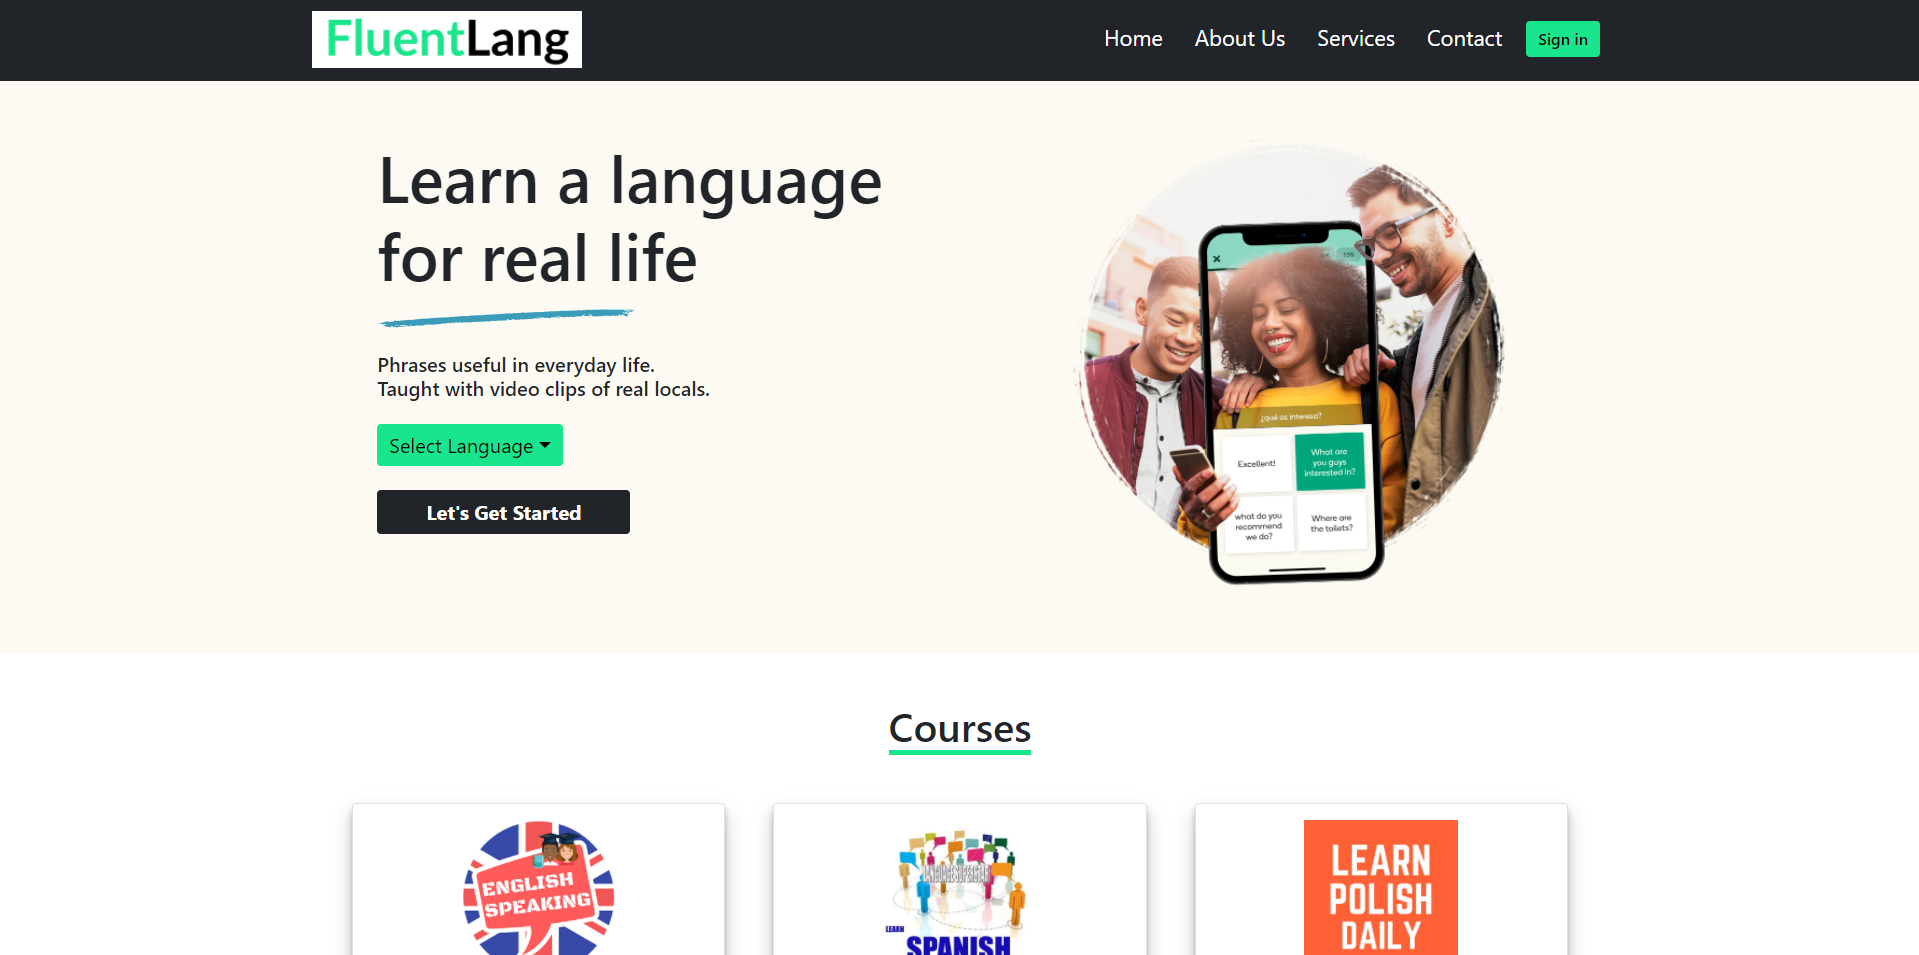 FluentLang
Home
About Us
Services
Contact
Sign in
Learn a language
for real life
Phrases useful in everyday life.
Taught with video clips of real locals.
Select Language
Let's Get Started
¿qué os interesa?
Excellent!
What are
you guys
interested in?
what do you
recommend
we do?
Where are
the toilets?
Courses
ENGLISH
SPEAKING
LANGUAGE SUPERSTAR
LEARN
SPANISH
LEARN
POLISH
DAILY